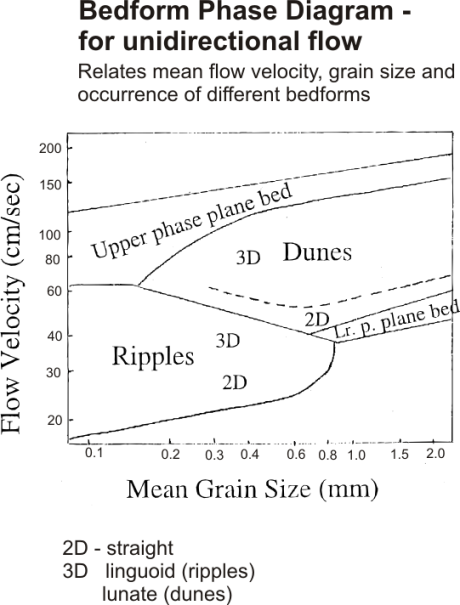 Bedform Phase Diagram -
for unidirectional flow
Relates mean flow velocity, grain size and
occurrence of different bedforms
Flow Velocity (cm/sec)
200
150
100
80
60
40
30
20
Upper phase plane bed
3D Dunes
2D
Lr. p. plane bed
3D
Ripples
2D
0.1 0.2 0.3 0.4 0.6 0.8 1.0 1.5 2.0
Mean Grain Size (mm)
2D - straight
3D linguoid (ripples)
lunate (dunes)